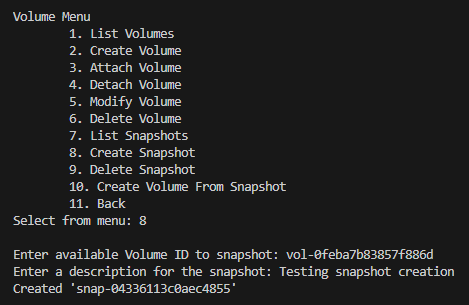 Volume Menu
1. List Volumes
2. Create Volume
3. Attach Volume
4. Detach Volume
5. Modify Volume
6. Delete Volume
7. List Snapshots
8. Create Snapshot
9. Delete Snapshot
10. Create Volume From Snapshot
11. Back
Select from menu: 8
Enter available Volume ID to snapshot: vol-0feba7b83857f886d
Enter a description for the snapshot: Testing snapshot creation
Created 'snap-04336113c0aec4855'